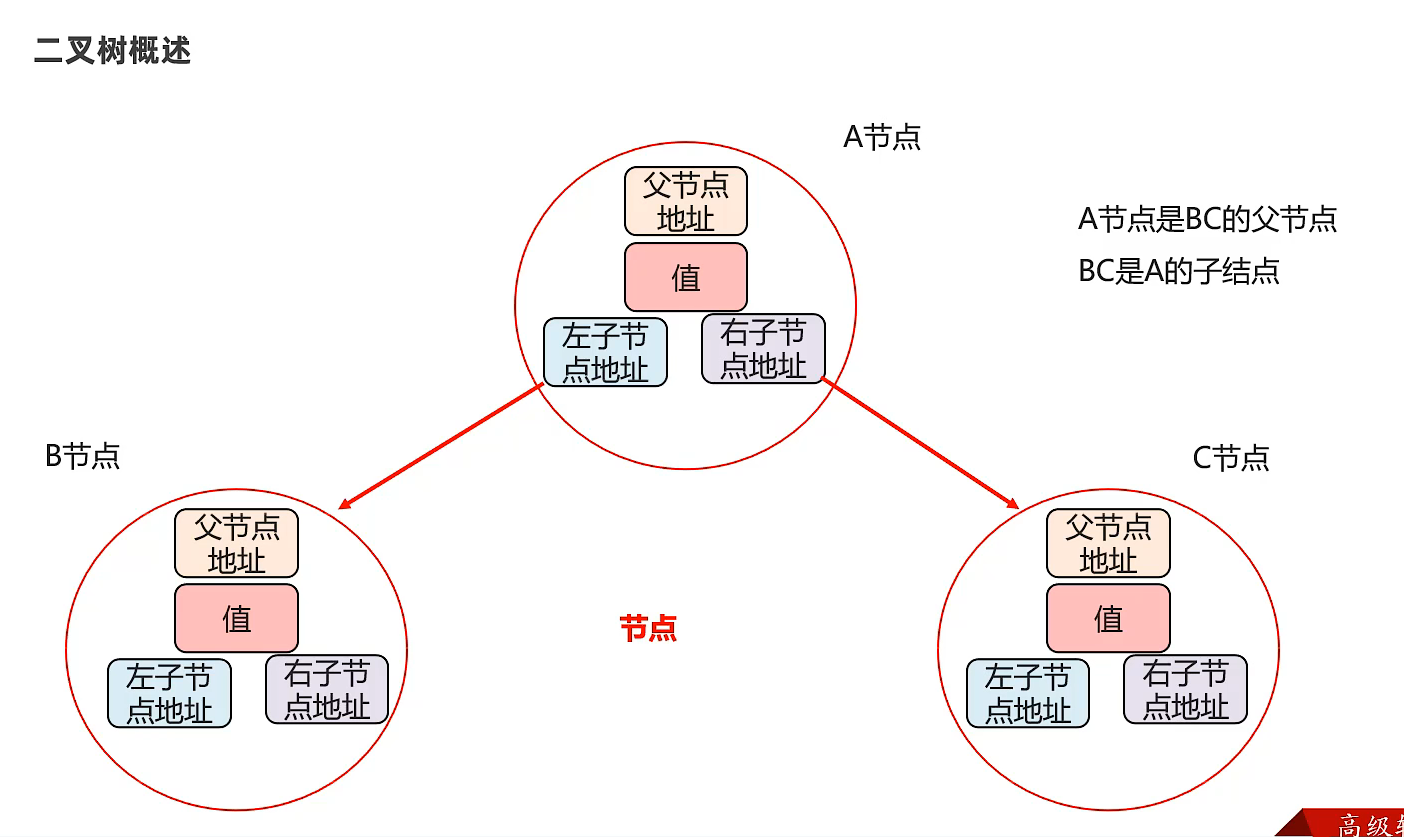 二叉树概述
A节点
父节点
地址
值
左子节
点地址
右子节
点地址
A节点是BC的父节点
BC是A的子结点
B节点
父节点
地址
值
左子节
点地址
右子节
点地址
节点
C节点
父节点
地址
值
左子节
点地址
右子节
点地址
高级